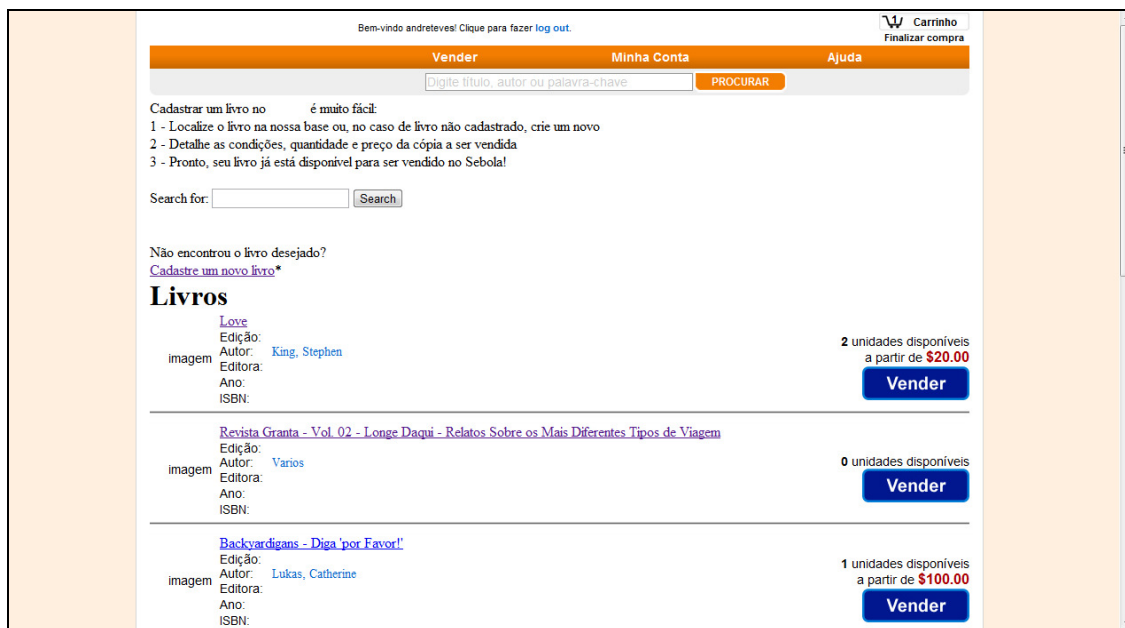 Bem-vindo andreteves! Clique para fazer log out.
1 Carrinho
Finalizar compra
Vender Minha Conta Ajuda
Digite título, autor ou palavra-chave PROCURAR
Cadastrar um livro no é muito fácil:
1 - Localize o livro na nossa base ou, no caso de livro não cadastrado, crie um novo
2 - Detalhe as condições, quantidade e preço da cópia a ser vendida
3 - Pronto, seu livro já está disponível para ser vendido no Sebola!
Search for: Search
Não encontrou o livro desejado?
Cadastre um novo livro*
Livros
Love
Edição:
imagem Autor: King, Stephen
Editora:
Ano:
ISBN:
2 unidades disponíveis
a partir de $20.00
Vender
Revista Granta - Vol. 02 - Longe Daqui - Relatos Sobre os Mais Diferentes Tipos de Viagem
Edição:
imagem Autor: Varios
Editora:
Ano:
ISBN:
0 unidades disponíveis
Vender
Backyardigans - Diga 'por Favor!'
Edição:
imagem Autor: Lukas, Catherine
Editora:
Ano:
ISBN:
1 unidades disponíveis
a partir de $100.00
Vender